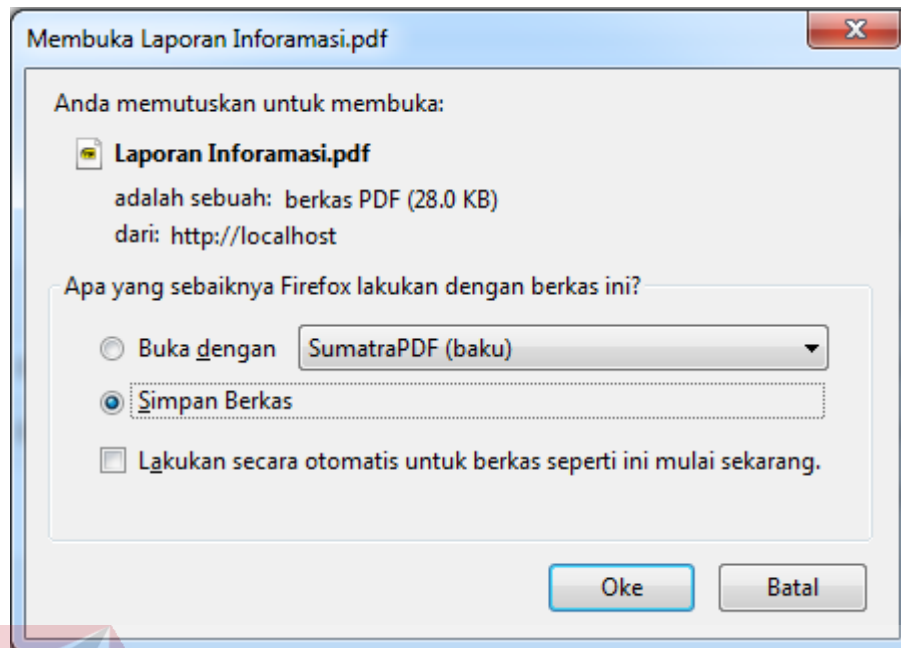 Membuka Laporan Inforamasi.pdf
Anda memutuskan untuk membuka:
Laporan Inforamasi.pdf
adalah sebuah: berkas PDF (28.0 KB)
dari: http://localhost
Apa yang sebaiknya Firefox lakukan dengan berkas ini?
Buka dengan SumatraPDF (baku)
Simpan Berkas
Lakukan secara otomatis untuk berkas seperti ini mulai sekarang.
Oke Batal